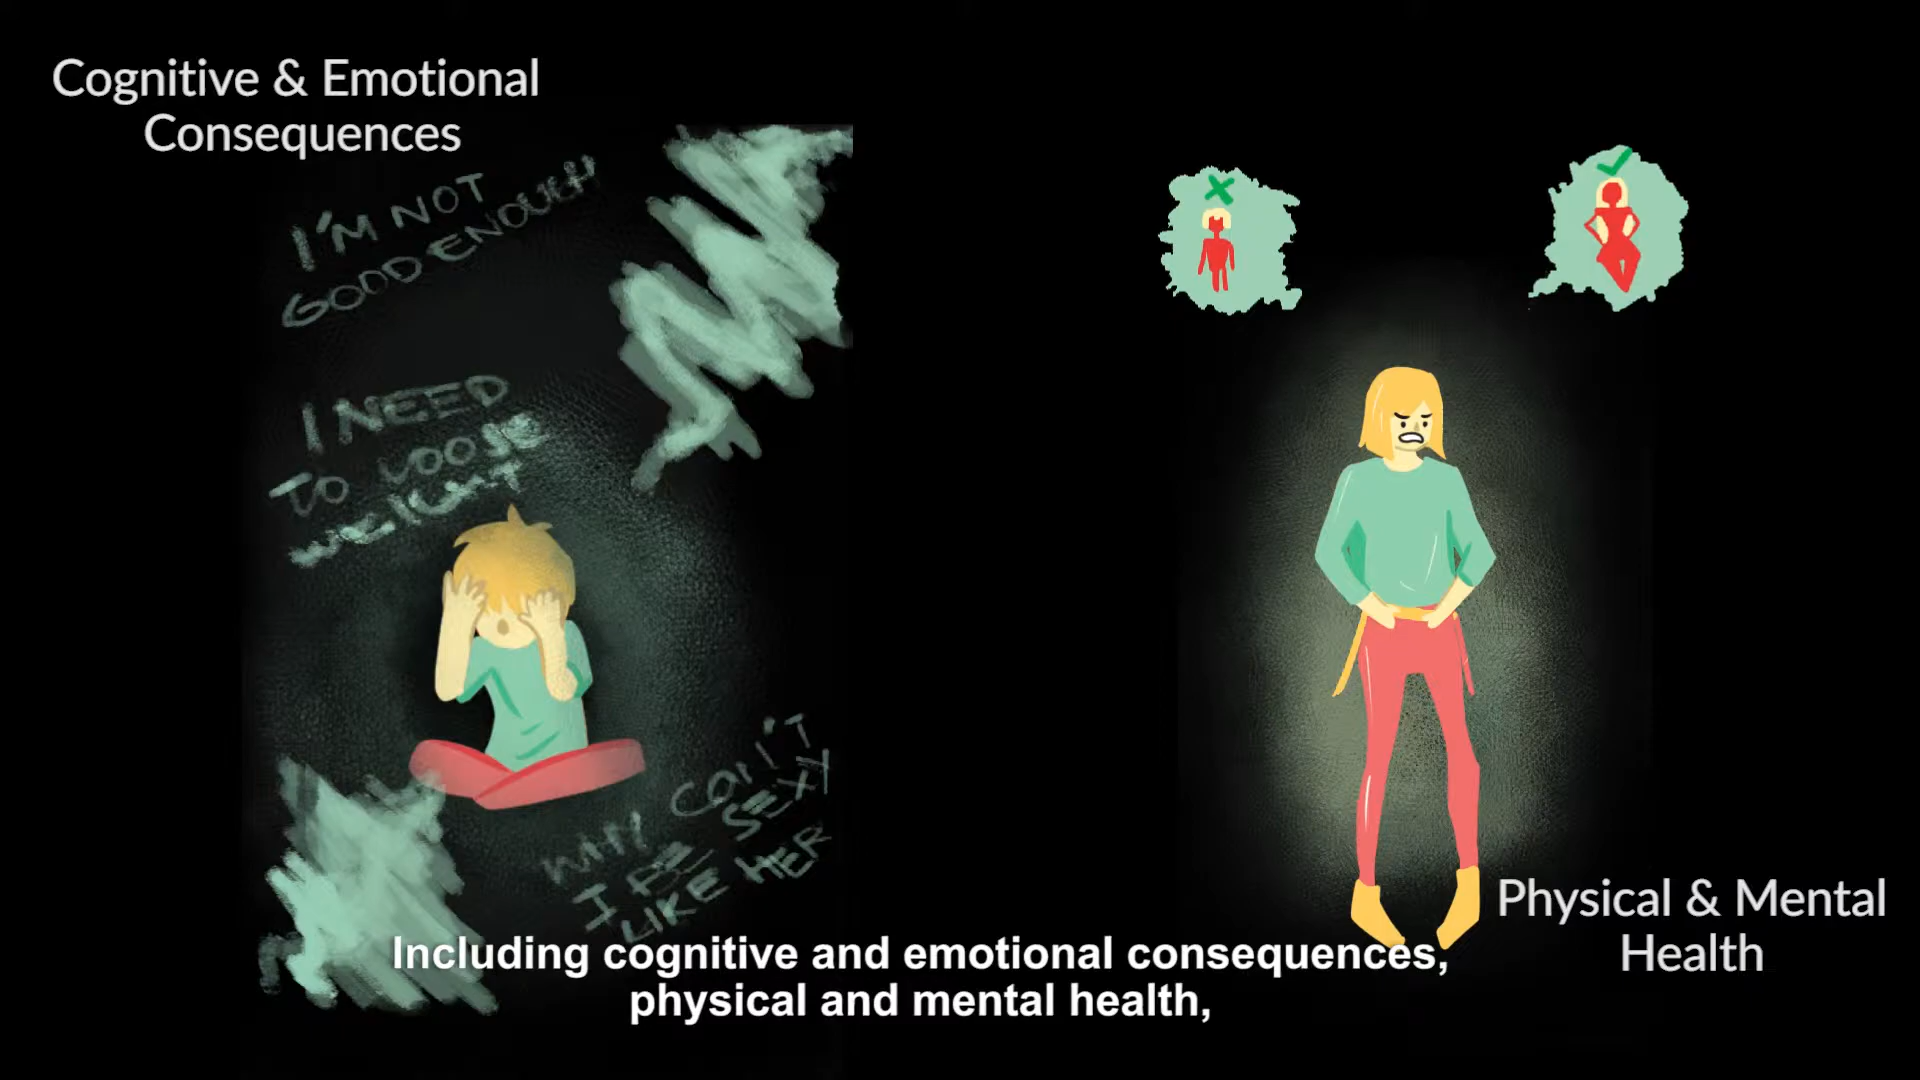 Cognitive & Emotional
Consequences
I'M NOT
GOOD ENOUGH
I NEED
TO LOOSE
WEIGHT
WHY CAN'T
I BE SEXY
LIKE HER
Physical & Mental
Health
Including cognitive and emotional consequences,
physical and mental health,